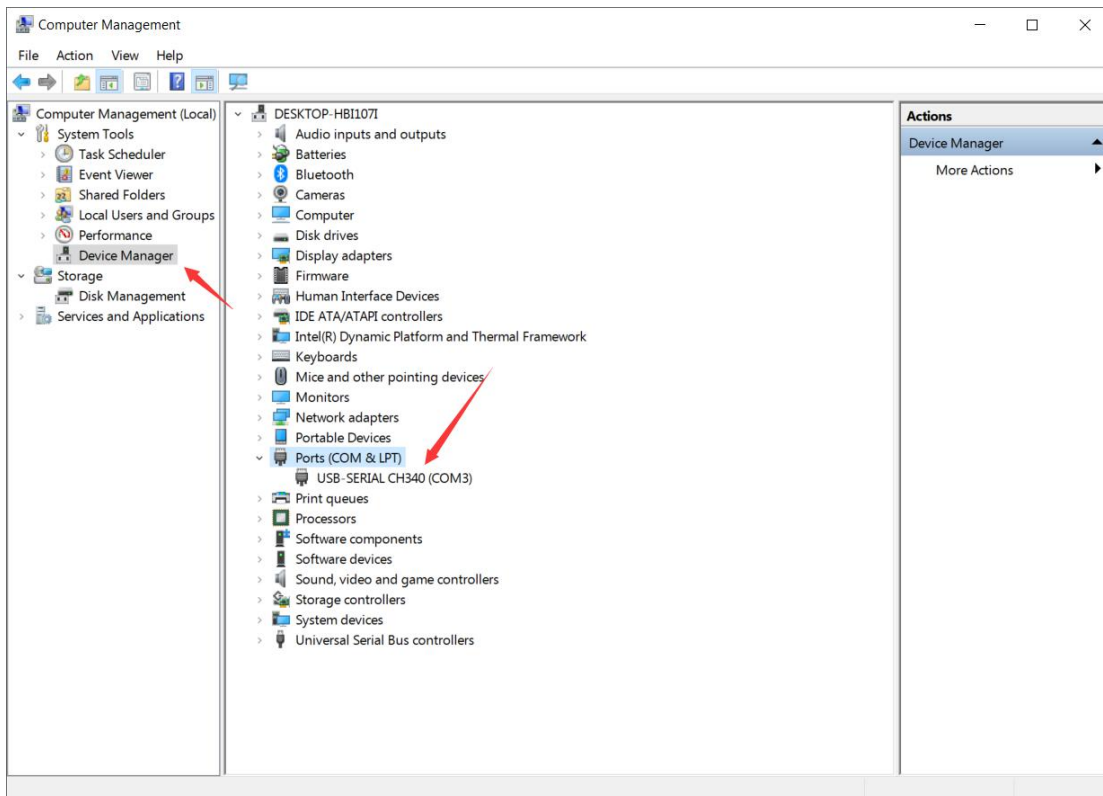 Computer Management
File Action View Help
Computer Management (Local)
System Tools
Task Scheduler
Event Viewer
Shared Folders
Local Users and Groups
Performance
Device Manager
Storage
Disk Management
Services and Applications
DESKTOP-HBI107I
Audio inputs and outputs
Batteries
Bluetooth
Cameras
Computer
Disk drives
Display adapters
Firmware
Human Interface Devices
IDE ATA/ATAPI controllers
Intel(R) Dynamic Platform and Thermal Framework
Keyboards
Mice and other pointing devices
Monitors
Network adapters
Portable Devices
Ports (COM & LPT)
USB-SERIAL CH340 (COM3)
Print queues
Processors
Software components
Software devices
Sound, video and game controllers
Storage controllers
System devices
Universal Serial Bus controllers
Actions
Device Manager
More Actions